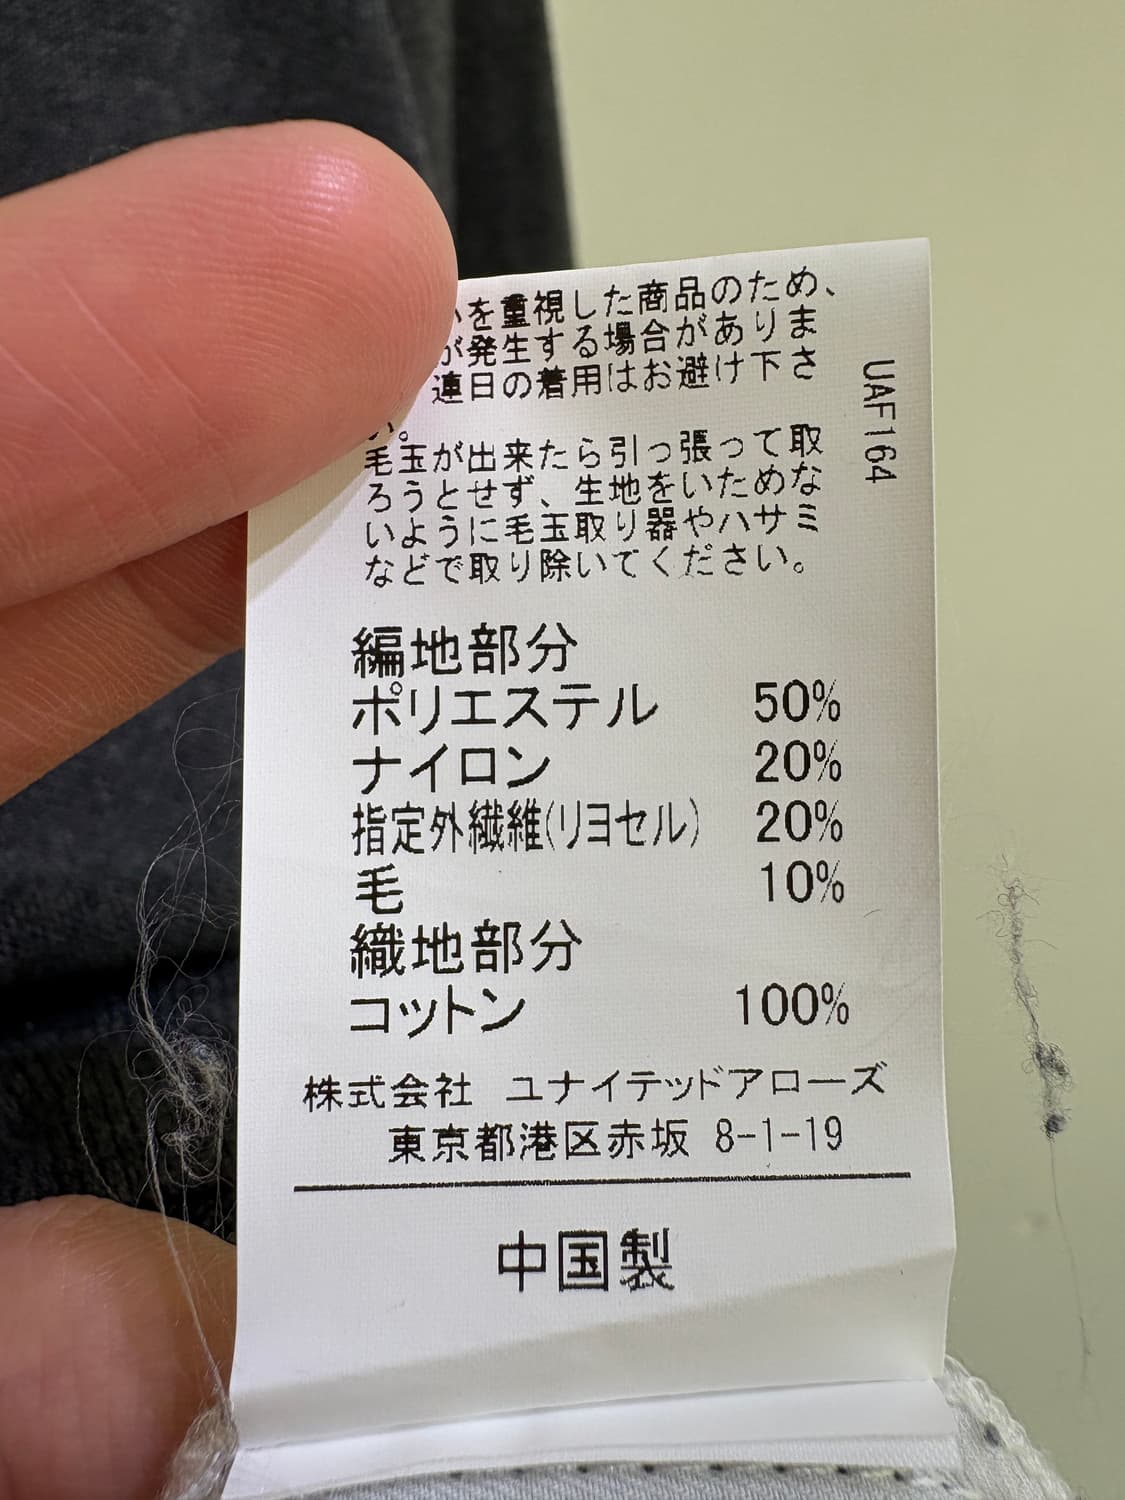 を重視した商品のため、
が発生する場合がありま
連日の着用はお避け下さ
い。
毛玉が出来たら引っ張って取
ろうとせず、生地をいためな
いように毛玉取り器やハサミ
などで取り除いてください。
UAF164
編地部分
ポリエステル 50%
ナイロン 20%
指定外繊維(リヨセル) 20%
毛 10%
織地部分
コットン 100%
株式会社 ユナイテッドアローズ
東京都港区赤坂 8-1-19
中国製